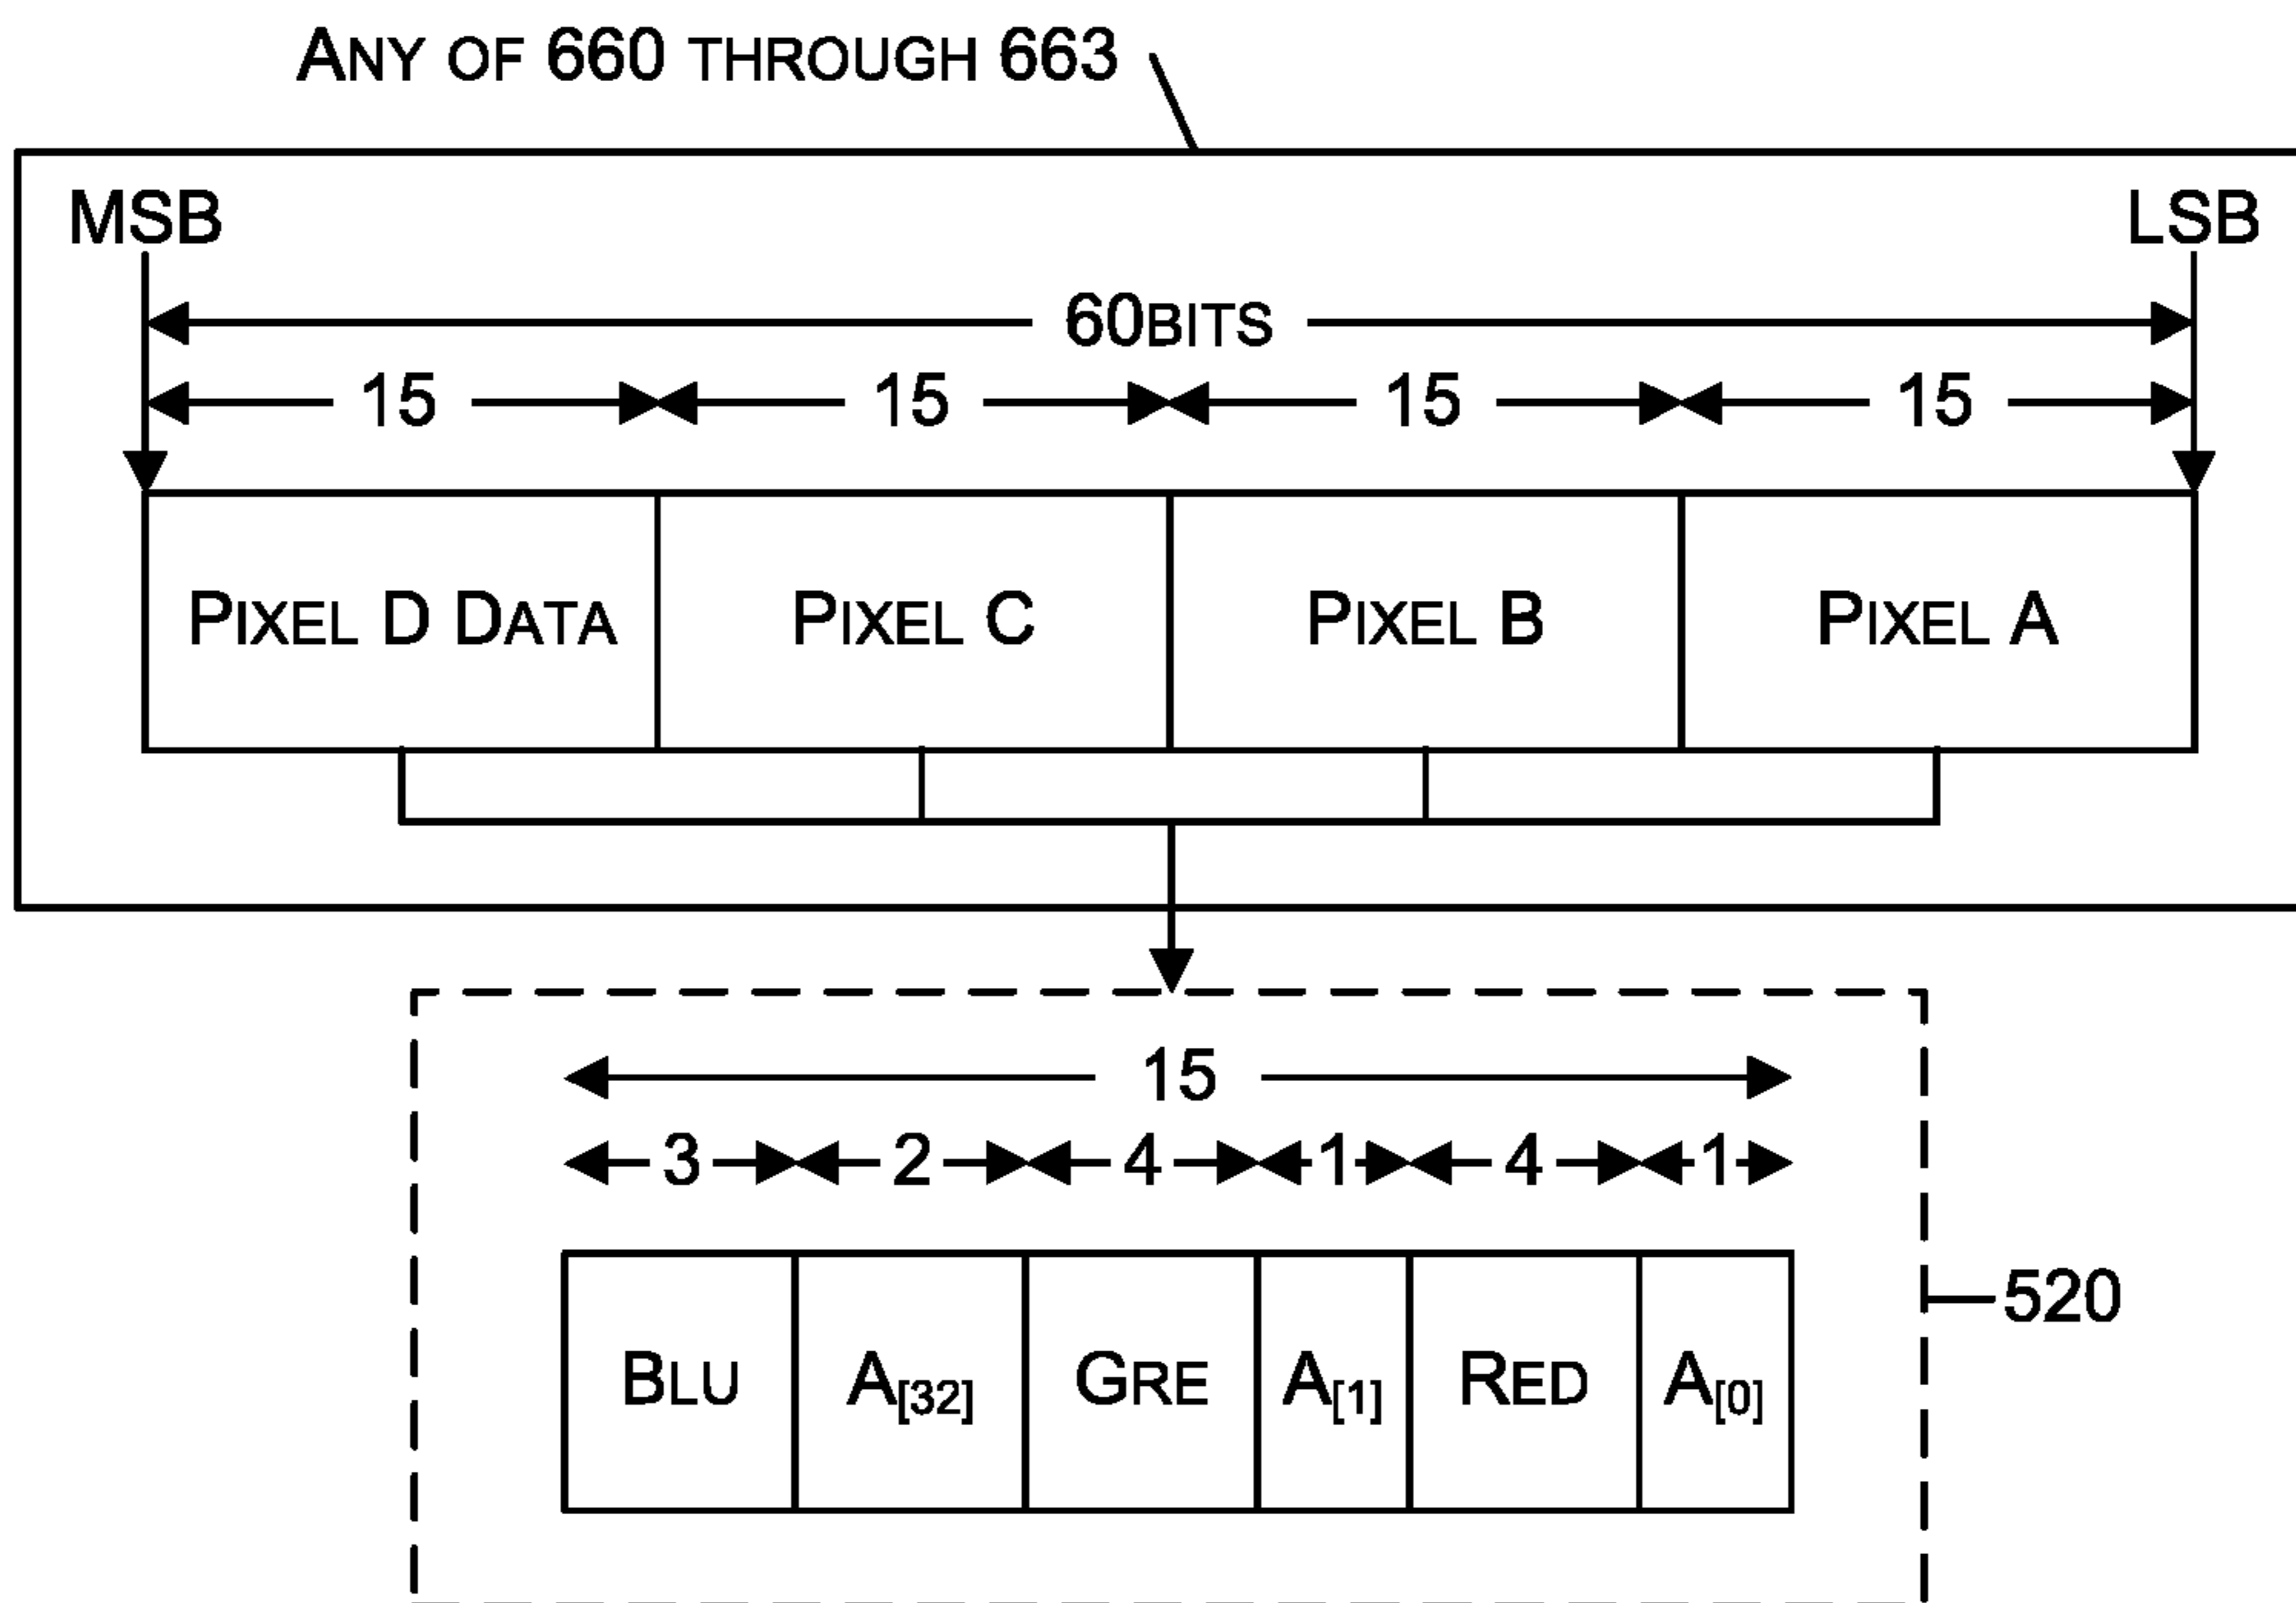 ANY OF 660 THROUGH 663
MSB LSB
60BITS
15 15 15 15
PIXEL D DATA PIXEL C PIXEL B PIXEL A
15
3 2 4 1 4 1
BLU A[32] GRE A[1] RED A[0]
520